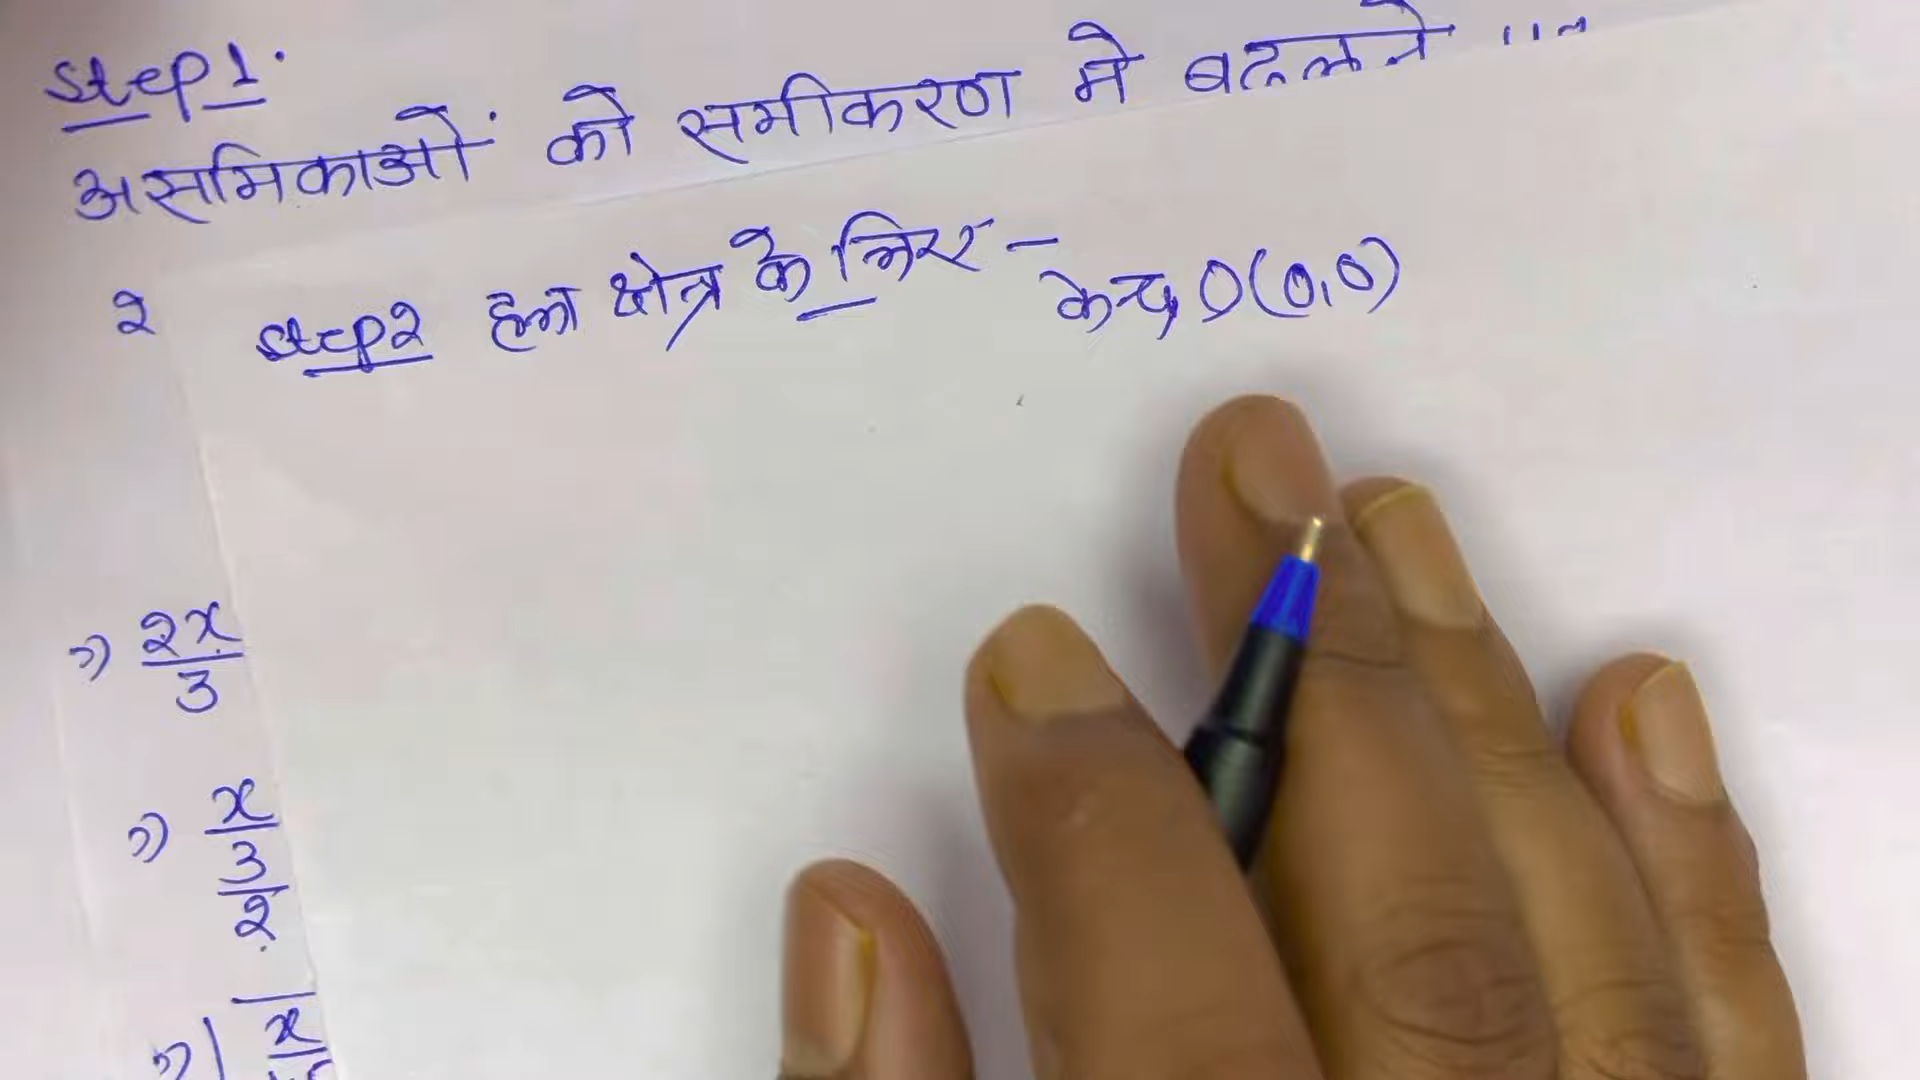 Step 1.
असमिकाओं को समीकरण मे बदलने ...
2
Step 2 हल क्षेत्र के लिए - केन्द्र O(0,0)
=> 2x/3
=> x/3/2
=> | x